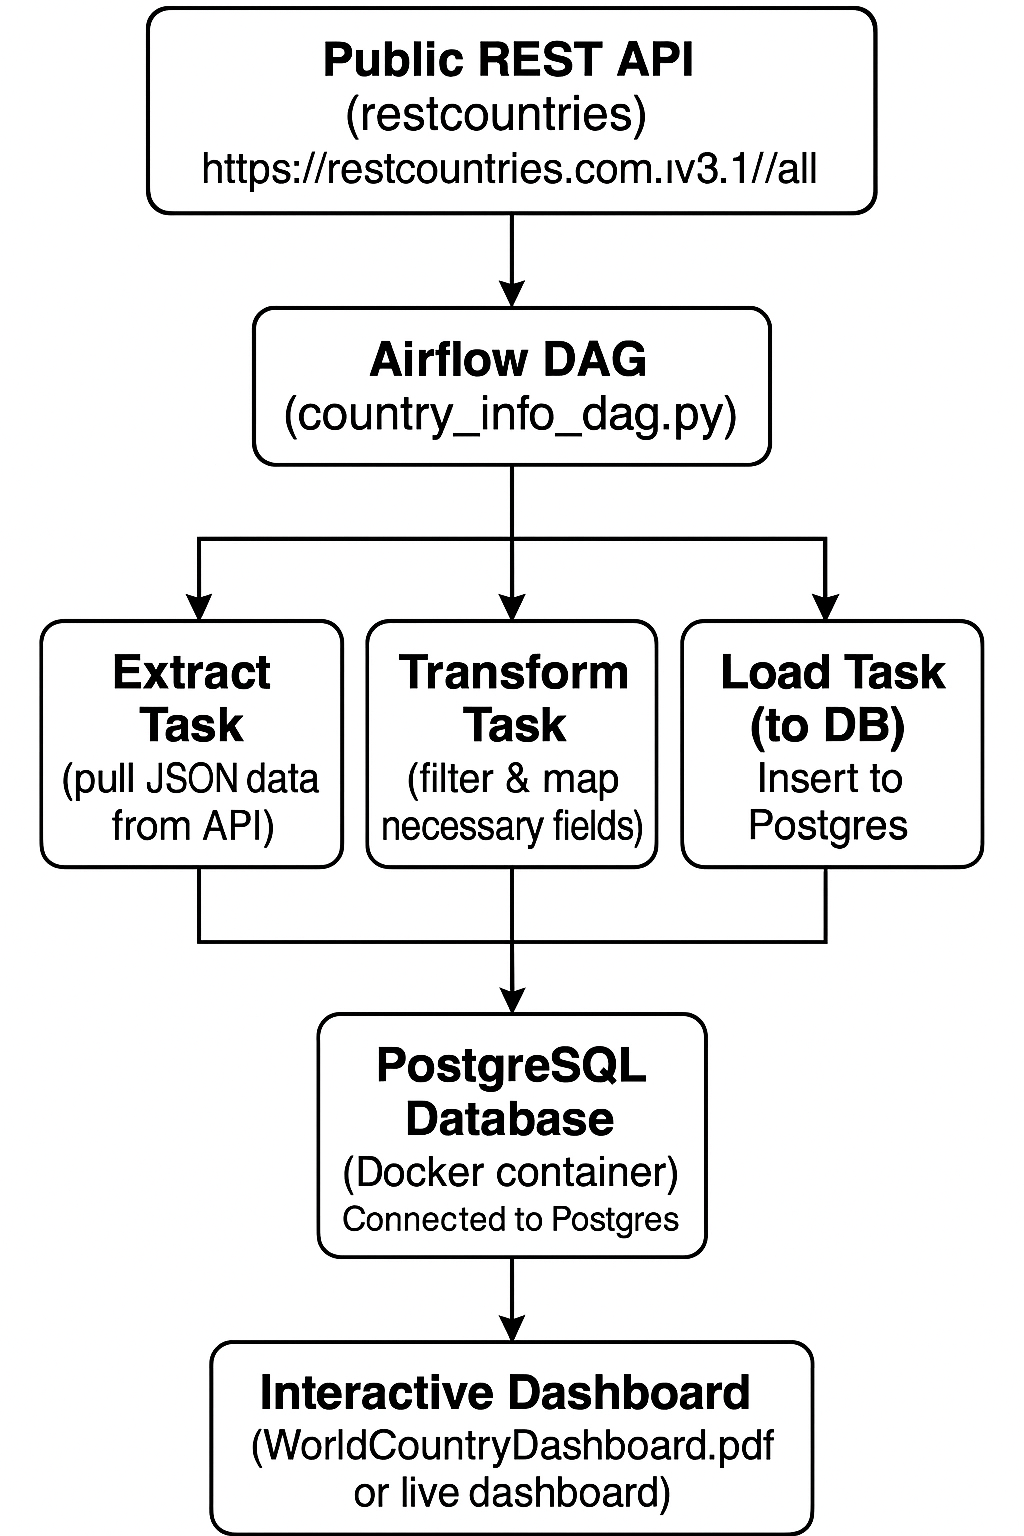 Public REST API
(restcountries)
https://restcountries.com.ıv3.1//all
Airflow DAG
(country_info_dag.py)
Extract
Task
(pull JSON data
from API)
Transform
Task
(filter & map
necessary fields)
Load Task
(to DB)
Insert to
Postgres
PostgreSQL
Database
(Docker container)
Connected to Postgres
Interactive Dashboard
(WorldCountryDashboard.pdf
or live dashboard)